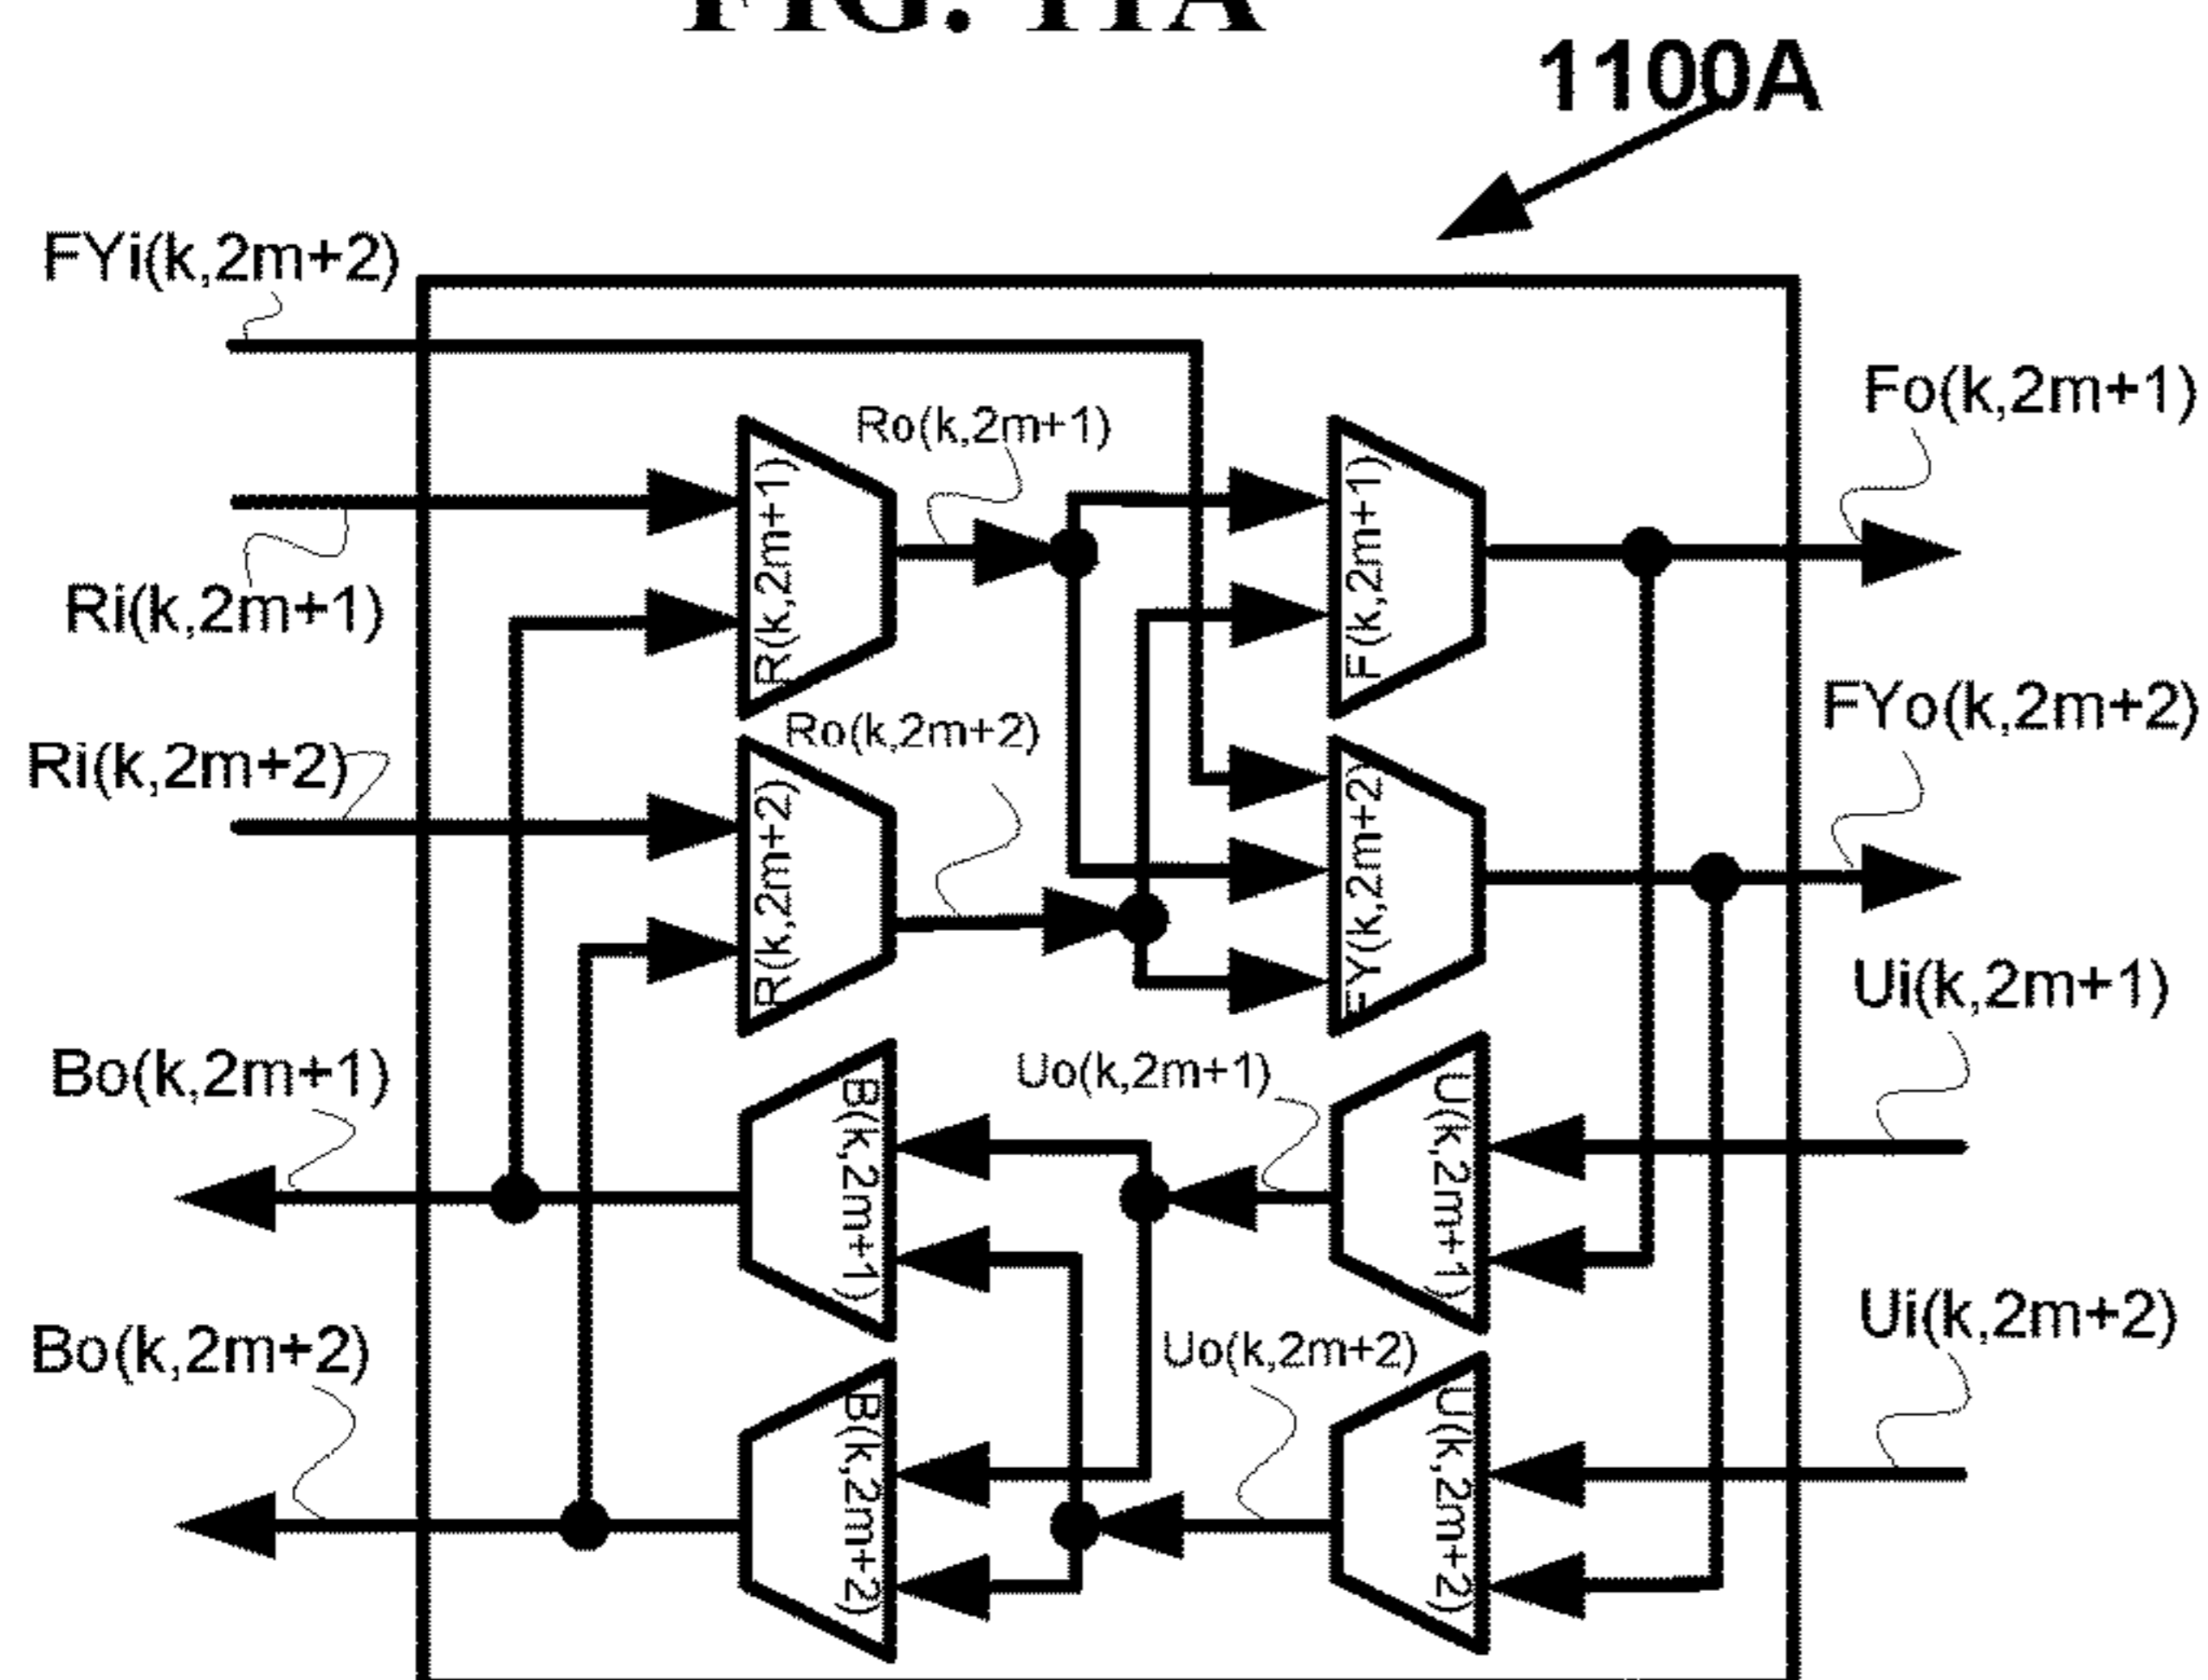 FIG. 11A
1100A
FYi(k,2m+2)
Fo(k,2m+1)
Ro(k,2m+1)
R(k,2m+1)
F(k,2m+1)
Ri(k,2m+1)
FYo(k,2m+2)
Ro(k,2m+2)
Ri(k,2m+2)
R(k,2m+2)
FY(k,2m+2)
Ui(k,2m+1)
Bo(k,2m+1)
Uo(k,2m+1)
B(k,2m+1)
U(k,2m+1)
Ui(k,2m+2)
Bo(k,2m+2)
Uo(k,2m+2)
B(k,2m+2)
U(k,2m+2)